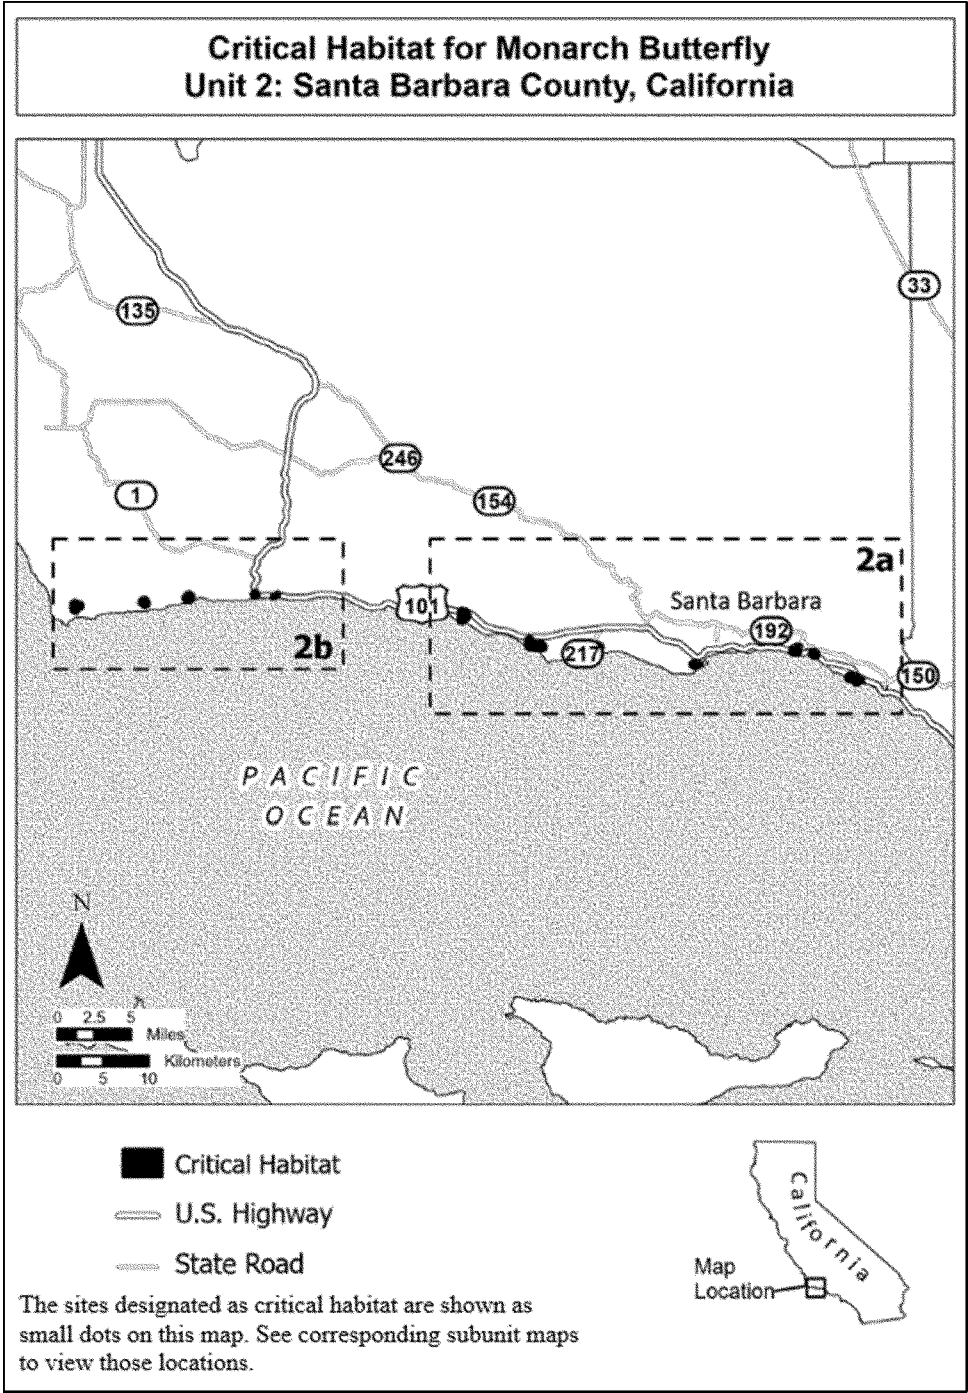 Critical Habitat for Monarch Butterfly
Unit 2: Santa Barbara County, California
33
135
246
1
154
2a
101
Santa Barbara
192
2b
217
150
PACIFIC
OCEAN
N
0 2.5 5
Miles
Kilometers
0 5 10
Critical Habitat
U.S. Highway
State Road
California
Map
Location
The sites designated as critical habitat are shown as
small dots on this map. See corresponding subunit maps
to view those locations.